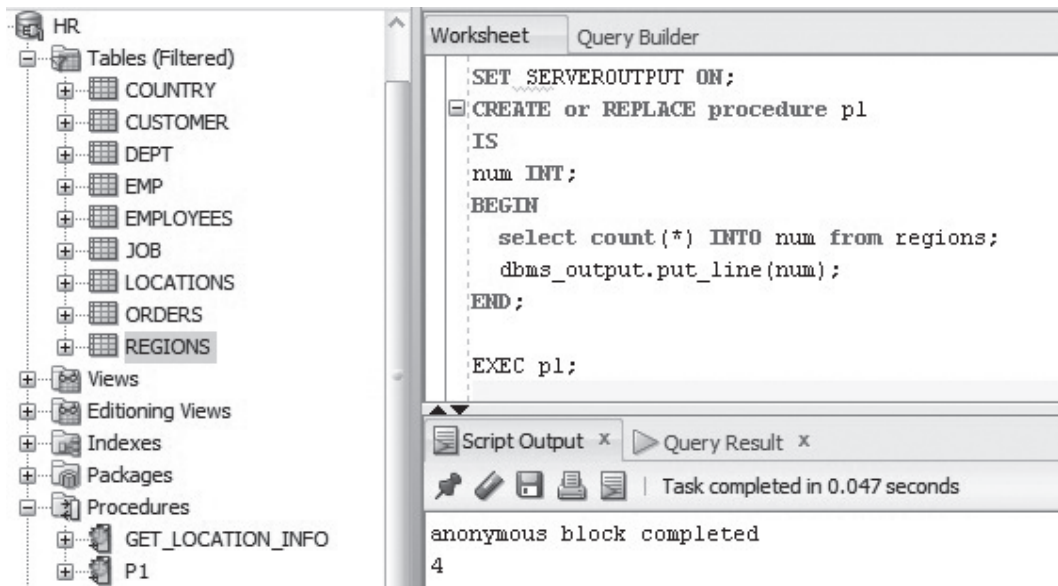 HR
Tables (Filtered)
COUNTRY
CUSTOMER
DEPT
EMP
EMPLOYEES
JOB
LOCATIONS
ORDERS
REGIONS
Views
Editioning Views
Indexes
Packages
Procedures
GET_LOCATION_INFO
P1
Worksheet Query Builder
SET SERVEROUTPUT ON;
CREATE or REPLACE procedure p1
IS
num INT;
BEGIN
select count(*) INTO num from regions;
dbms_output.put_line(num);
END;
EXEC p1;
Script Output x Query Result x
Task completed in 0.047 seconds
anonymous block completed
4